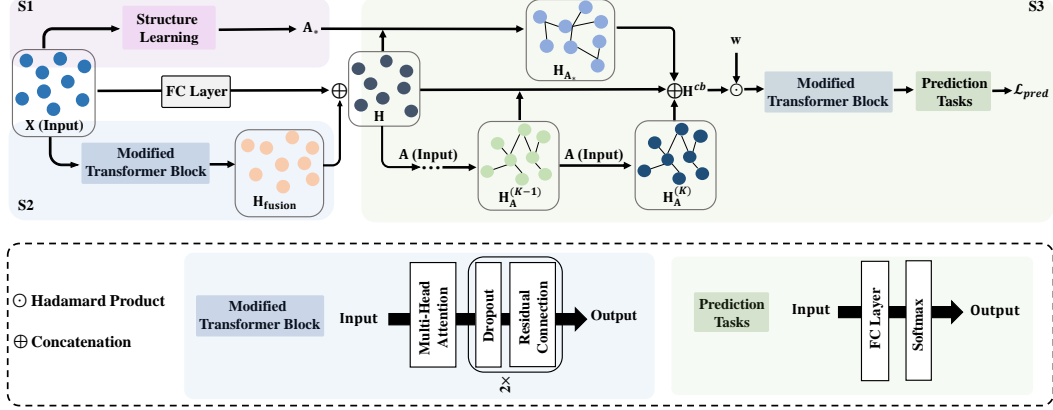 S1
Structure
Learning
A*
X (Input)
FC Layer
⊕
H
Modified
Transformer Block
H_fusion
S2
S3
H_{A*}
A (Input)
H_A^{(K-1)}
A (Input)
H_A^{(K)}
⊕ H^{cb}
w
⊙
Modified
Transformer Block
Prediction
Tasks
ℒ_pred
⊙ Hadamard Product
⊕ Concatenation
Modified
Transformer Block
Input
Multi-Head
Attention
Dropout
Residual
Connection
2×
Output
Prediction
Tasks
Input
FC Layer
Softmax
Output